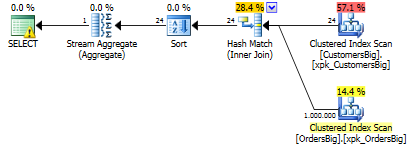 0.0 %
SELECT
1
0.0 %
Stream Aggregate
(Aggregate)
24
0.0 %
Sort
24
28.4 %
Hash Match
(Inner Join)
24
57.1 %
Clustered Index Scan
[CustomersBig].
[xpk_CustomersBig]
1.000.000
14.4 %
Clustered Index Scan
[OrdersBig].[xpk_OrdersBig]